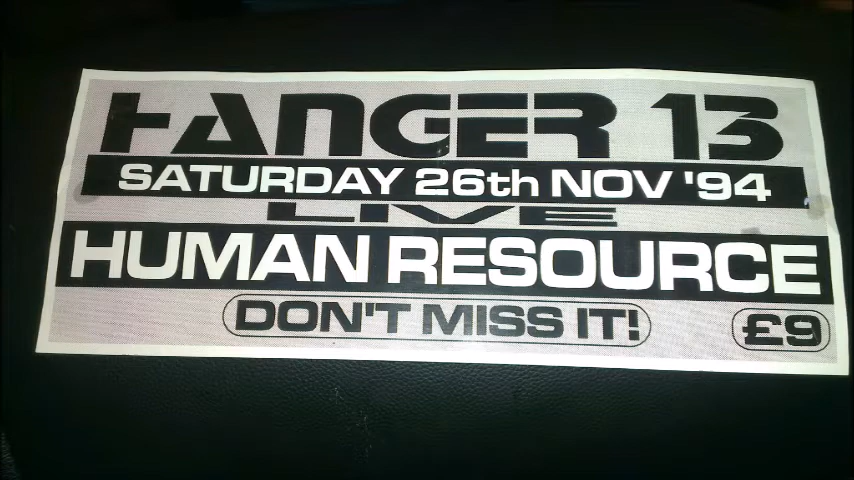 HANGER 13
SATURDAY 26th NOV '94
LIVE
HUMAN RESOURCE
DON'T MISS IT!
£9